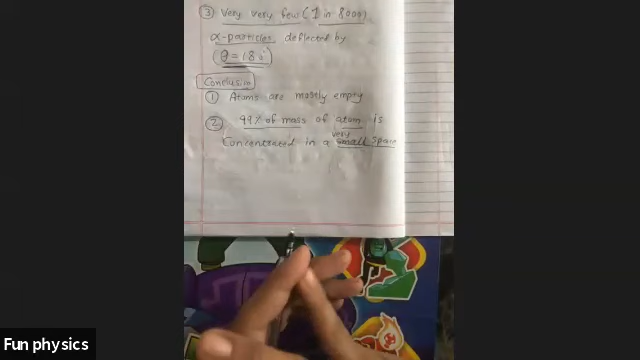 ③ Very very few (1 in 8000)
α-particles deflected by
(θ = 180°)
Conclusion
① Atoms are mostly empty
② 99% of mass of atom is
very
Concentrated in a small space
Fun physics